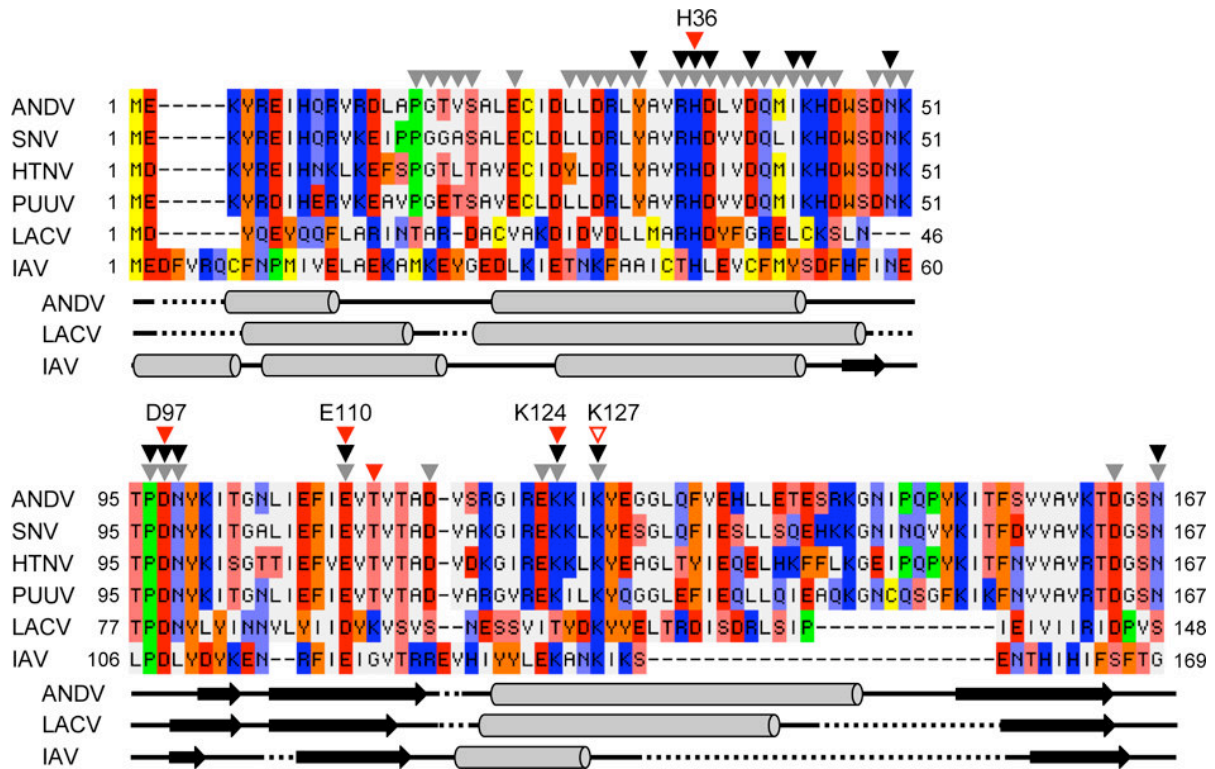 H36
ANDV 1 ME-----KYREIHQRVRDLAPGTVSALECIDLLDRLYAVRHDLVDQMIKHDWSDNK 51
SNV 1 ME-----KYREIHQRVKEIPPGGASALECLDLLDRLYAVRHDVVDQLIKHDWSDNK 51
HTNV 1 MD-----KYREIHNKLKEFSPGTLTAVECIDYLDRLYAVRHDIVDQMIKHDWSDNK 51
PUUV 1 ME-----KYRDIHERVKEAVPGETSAVECLDLLDRLYAVRHDVVDQMIKHDWSDNK 51
LACV 1 MD------YQEYQQFLARINTAR-DACVAKDIDVDLLMARHDYFGRELCKSLN--- 46
IAV 1 MEDFVRQCFNPMIVELAEKAMKEYGEDLKIETNKFAAICTHLEVCFMYSDFHFINE 60
ANDV
LACV
IAV
D97 E110 K124 K127
ANDV 95 TPDNYKITGNLIEFIEVTVTAD-VSRGIREKKIKYEGGLQFVEHLLETESRKGNIPQPYKITFSVVAVKTDGSN 167
SNV 95 TPDNYKITGALIEFIEVTVTAD-VAKGIREKKLKYESGLQFIESLLSQEHKKGNINQVYKITFDVVAVRTDGSN 167
HTNV 95 TPDNYKISGTTIEFVEVTVTAD-VDKGIREKKLKYEAGLTYIEQELHKFFLKGEIPQPYKITFNVVAVRTDGSN 167
PUUV 95 TPDNYKITGNLIEFIEVTVTAD-VARGVREKILKYQGGLEFIEQLLQIEAQKGNCQSGFKIKFNVVAVRTDGSN 167
LACV 77 TPDNYLYINNVLYIIDYKVSVS--NESSVITYDKYYELTRDISDRLSIP-------------IEIVIIRIDPVS 148
IAV 106 LPDLYDYKEN--RFIEIGVTRREVHIYYLEKANKIKS-------------------------ENTHIHIFSFTG 169
ANDV
LACV
IAV